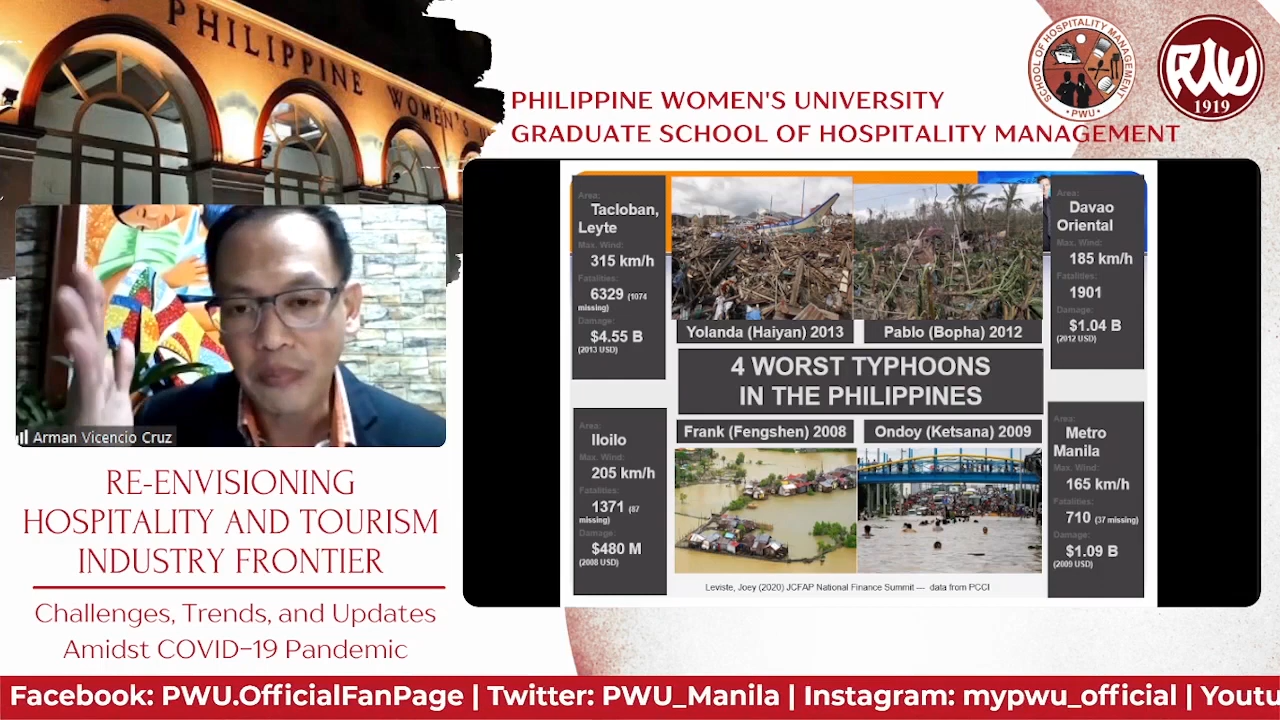 PHILIPPINE WOMEN'S U
SCHOOL OF HOSPITALITY MANAGEMENT
• PWU •
PWU
1919
PHILIPPINE WOMEN'S UNIVERSITY
GRADUATE SCHOOL OF HOSPITALITY MANAGEMENT
Arman Vicencio Cruz
RE-ENVISIONING
HOSPITALITY AND TOURISM
INDUSTRY FRONTIER
Challenges, Trends, and Updates
Amidst COVID-19 Pandemic
Area:
Tacloban,
Leyte
Max. Wind:
315 km/h
Fatalities:
6329 (1074
missing)
Damage:
$4.55 B
(2013 USD)
Yolanda (Haiyan) 2013
Pablo (Bopha) 2012
Area:
Davao
Oriental
Max. Wind:
185 km/h
Fatalities:
1901
Damage:
$1.04 B
(2012 USD)
4 WORST TYPHOONS
IN THE PHILIPPINES
Area:
Iloilo
Max. Wind:
205 km/h
Fatalities:
1371 (87
missing)
Damage:
$480 M
(2008 USD)
Frank (Fengshen) 2008
Ondoy (Ketsana) 2009
Area:
Metro
Manila
Max. Wind:
165 km/h
Fatalities:
710 (37 missing)
Damage:
$1.09 B
(2009 USD)
Leviste, Joey (2020) JCFAP National Finance Summit — data from PCCI
Facebook: PWU.OfficialFanPage | Twitter: PWU_Manila | Instagram: mypwu_official | Youtu